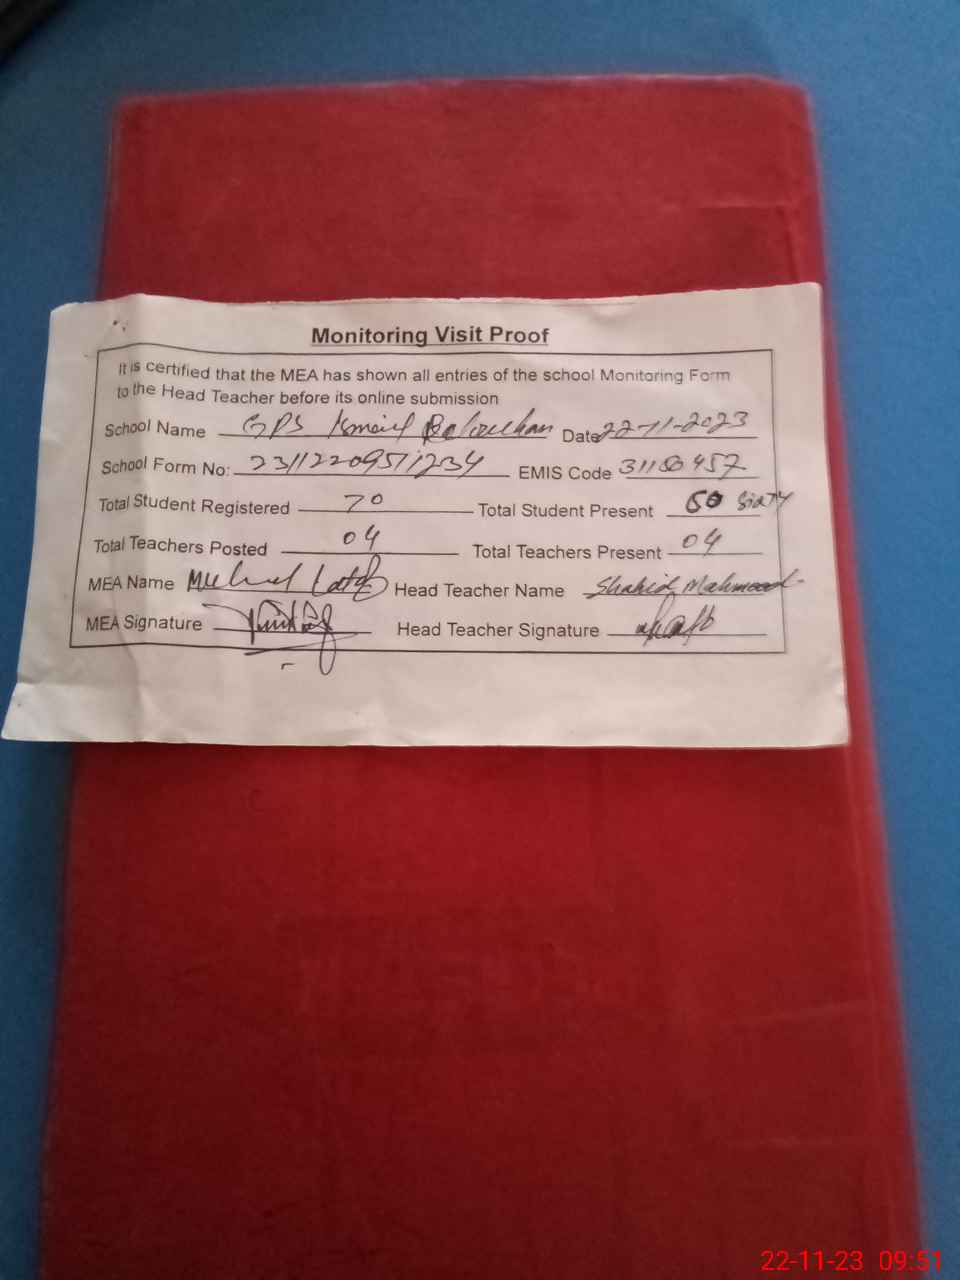 Monitoring Visit Proof
It is certified that the MEA has shown all entries of the school Monitoring Form
to the Head Teacher before its online submission
School Name GPS Ismail Date 22-11-2023
School Form No: 23112209511234 EMIS Code 31150457
Total Student Registered 70 Total Student Present 60 Sixty
Total Teachers Posted 04 Total Teachers Present 04
MEA Name Head Teacher Name Shahid Mahmood
MEA Signature Head Teacher Signature
22-11-23 09:51